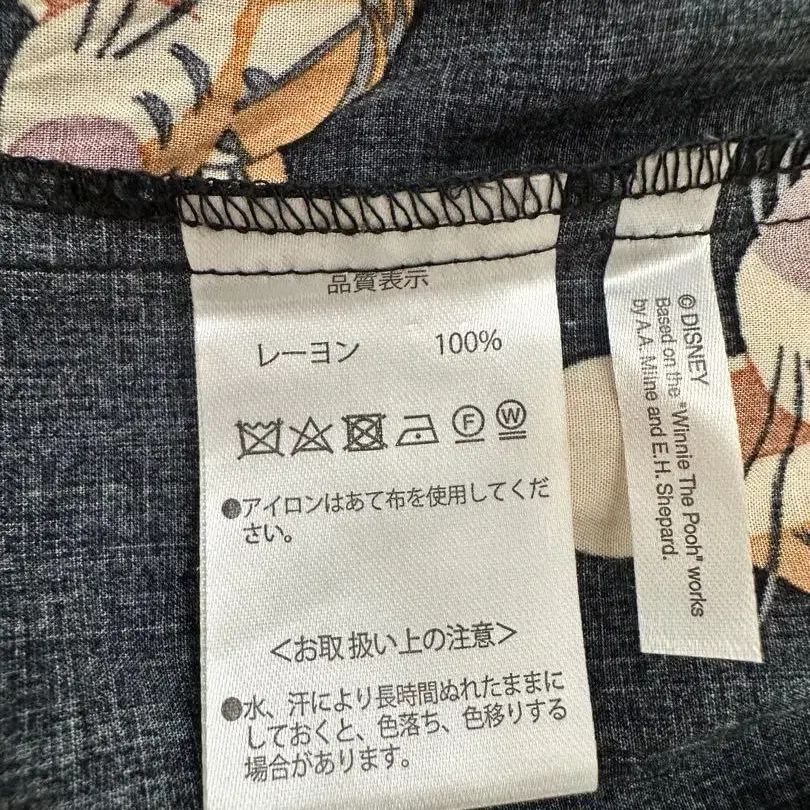 品質表示
レーヨン 100%
F W
●アイロンはあて布を使用してくだ
さい。
<お取扱い上の注意>
●水、汗により長時間ぬれたままに
しておくと、色落ち、色移りする
場合があります。
©DISNEY
Based on the "Winnie The Pooh" works
by A.A. Milne and E.H. Shepard.